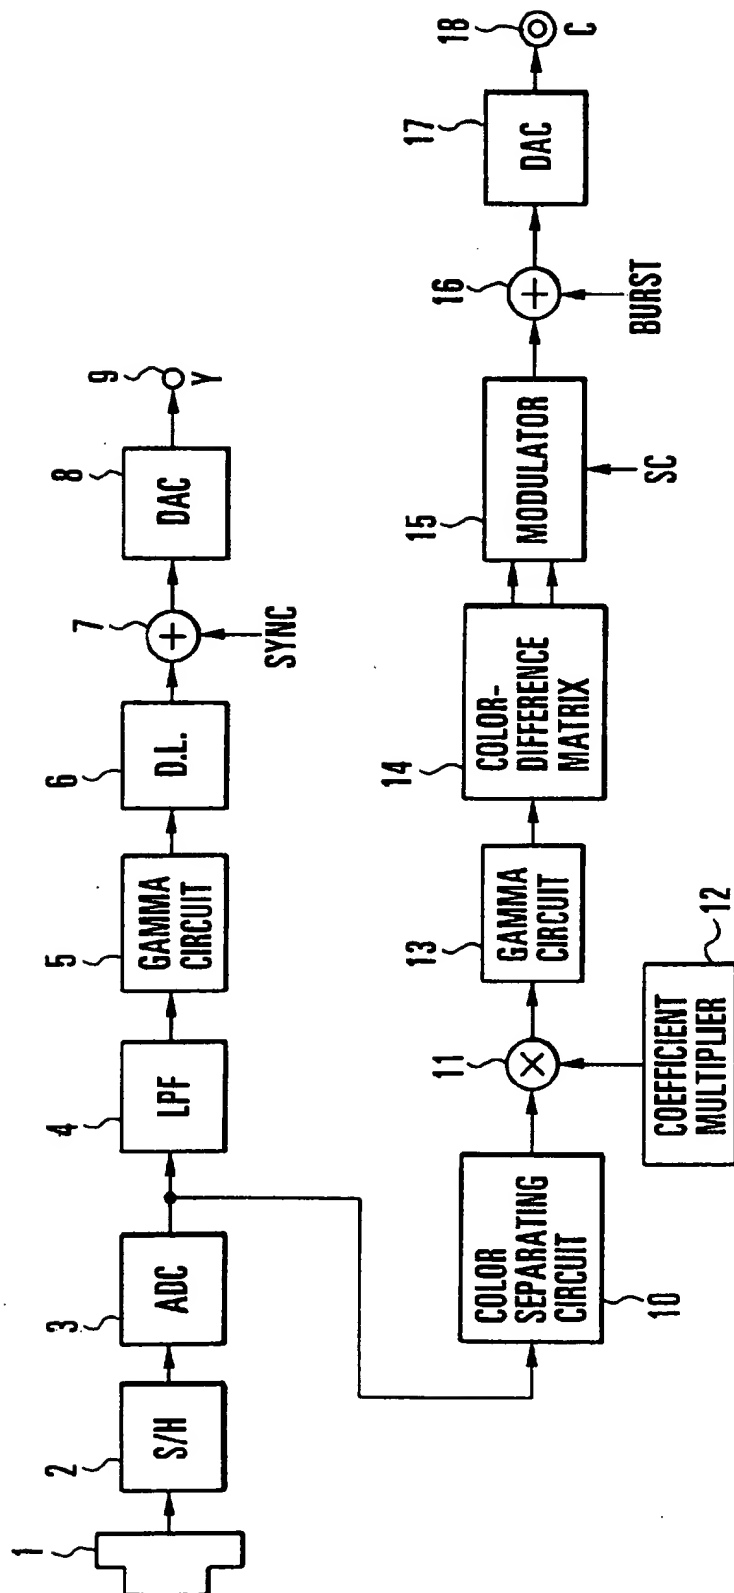 1
2
S/H
3
ADC
4
LPF
5
GAMMA
CIRCUIT
6
D.L.
7
+
SYNC
8
DAC
9
Y
10
COLOR
SEPARATING
CIRCUIT
11
×
12
COEFFICIENT
MULTIPLIER
13
GAMMA
CIRCUIT
14
COLOR-
DIFFERENCE
MATRIX
15
MODULATOR
SC
16
+
BURST
17
DAC
18
C